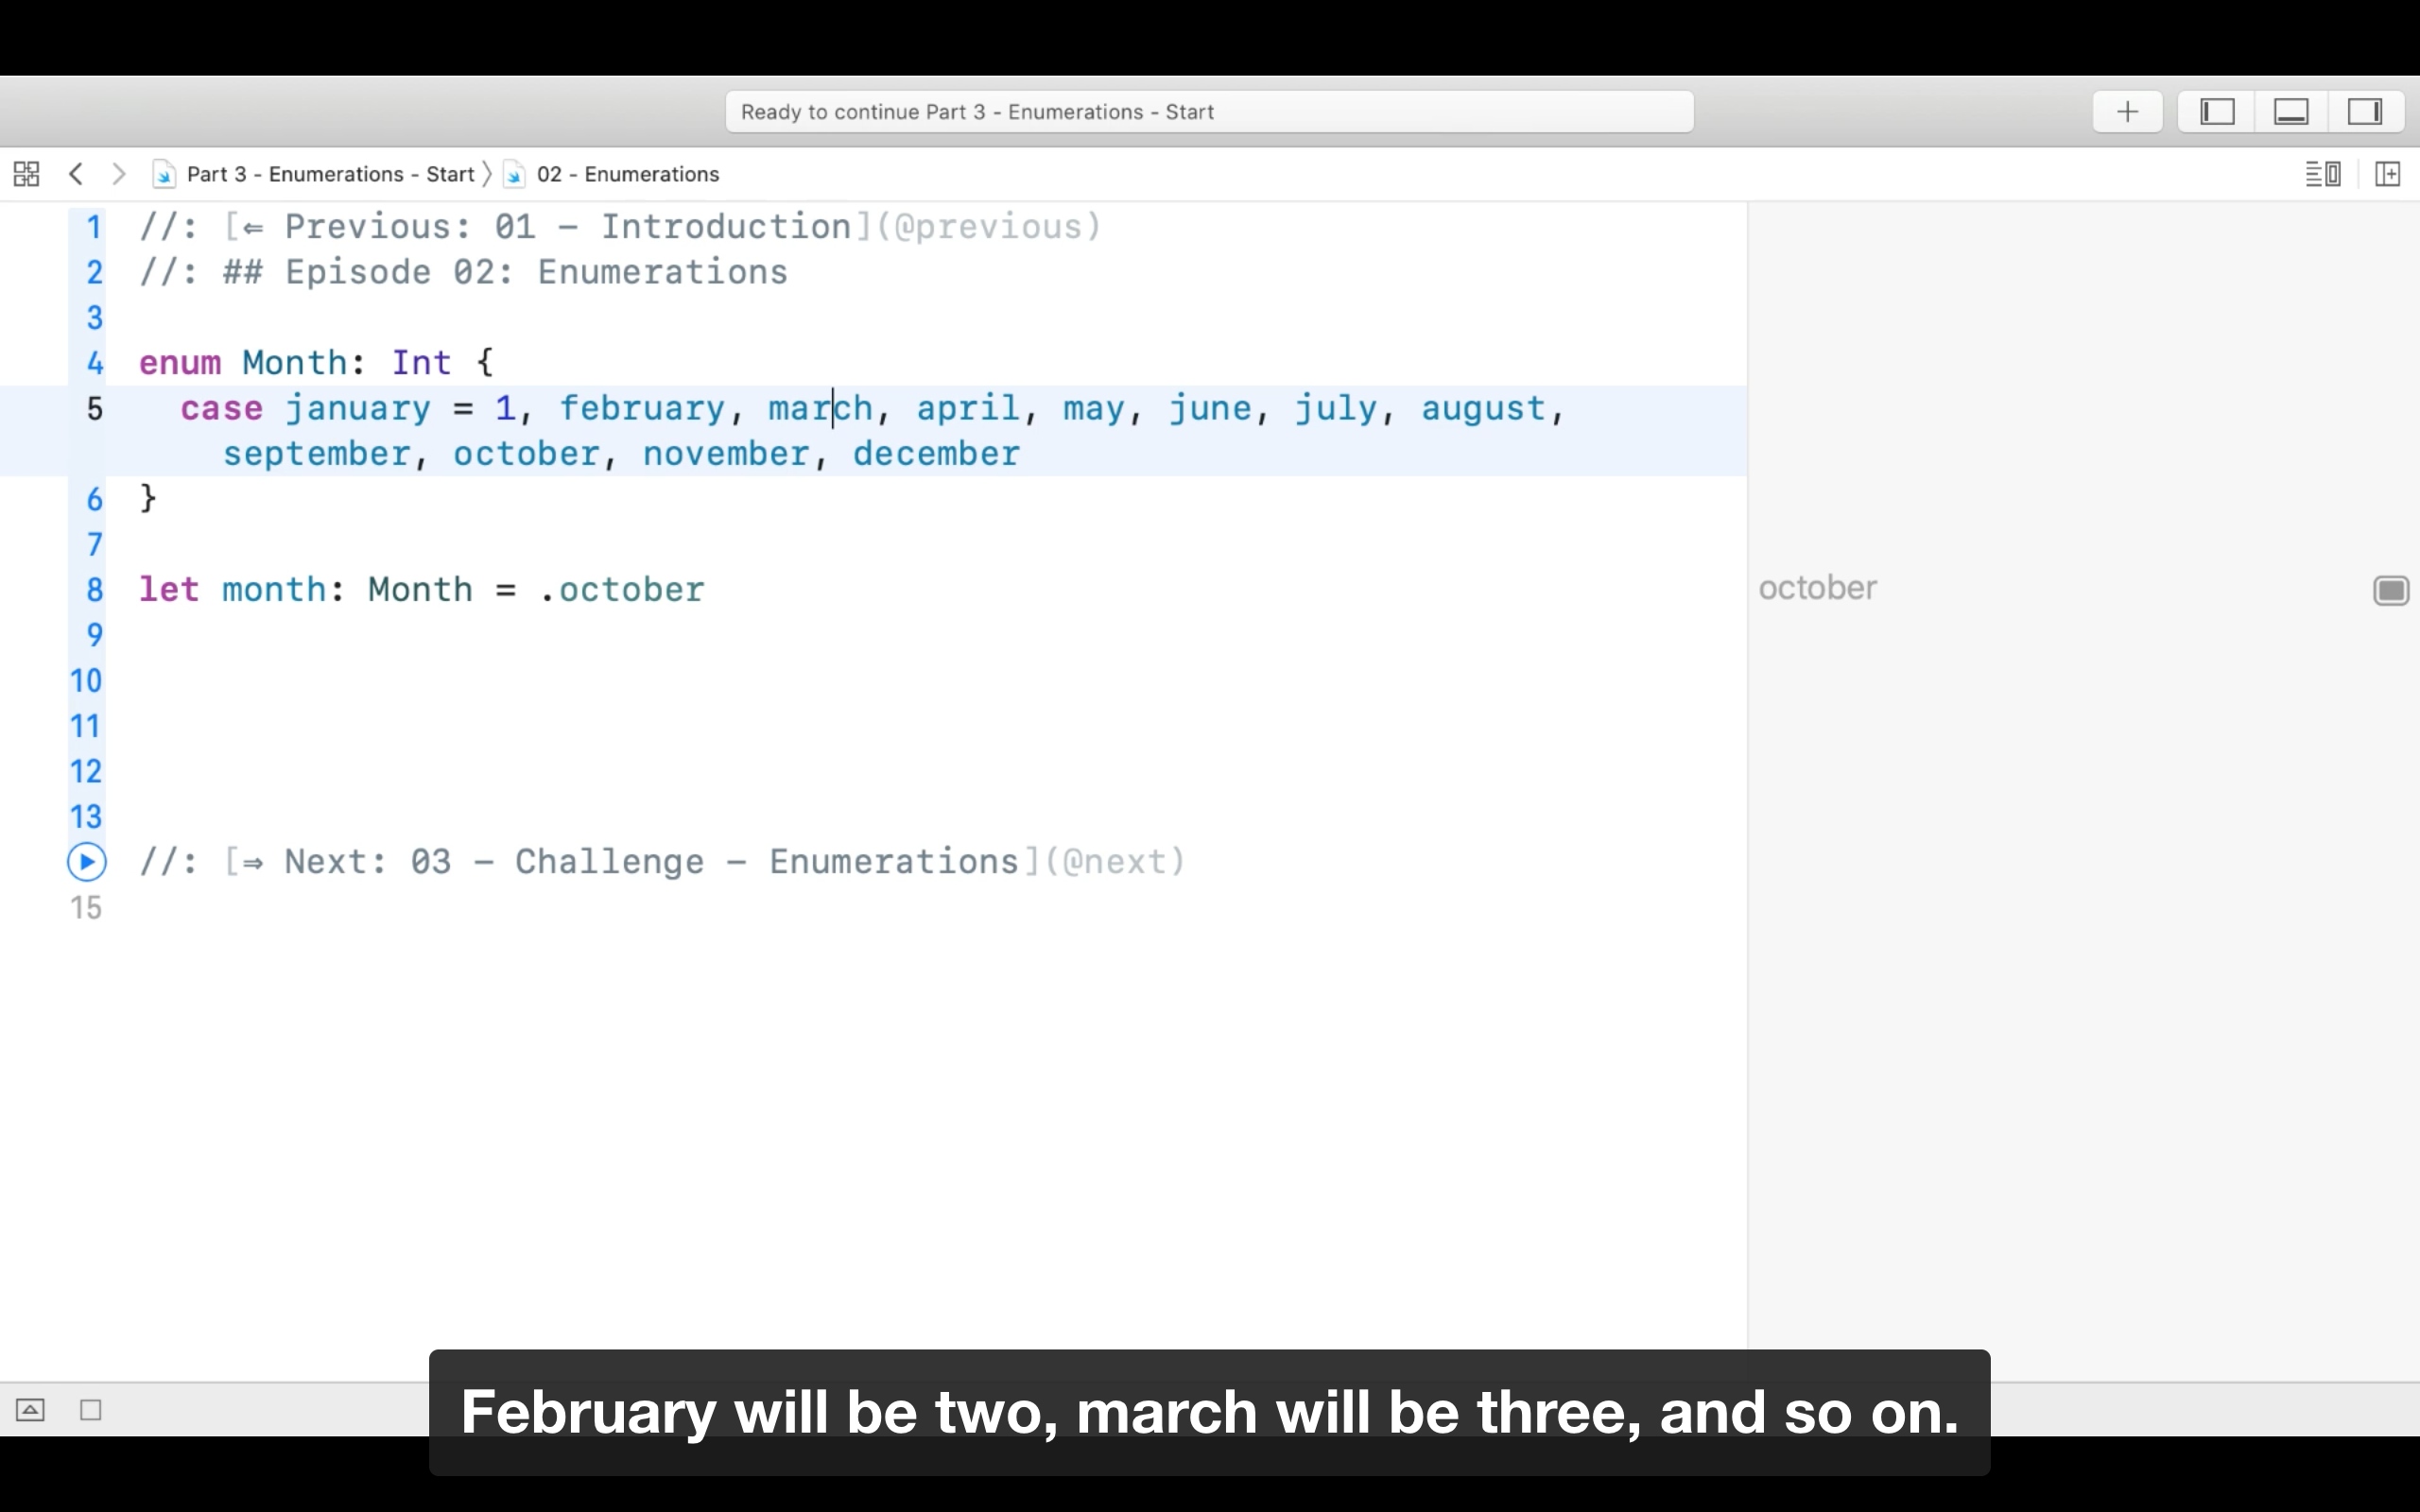 Ready to continue Part 3 - Enumerations - Start
Part 3 - Enumerations - Start 〉 02 - Enumerations
1 //: [⇐ Previous: 01 - Introduction](@previous)
2 //: ## Episode 02: Enumerations
3
4 enum Month: Int {
5 case january = 1, february, march, april, may, june, july, august,
september, october, november, december
6 }
7
8 let month: Month = .october
october
9
10
11
12
13
//: [⇒ Next: 03 - Challenge - Enumerations](@next)
15
February will be two, march will be three, and so on.